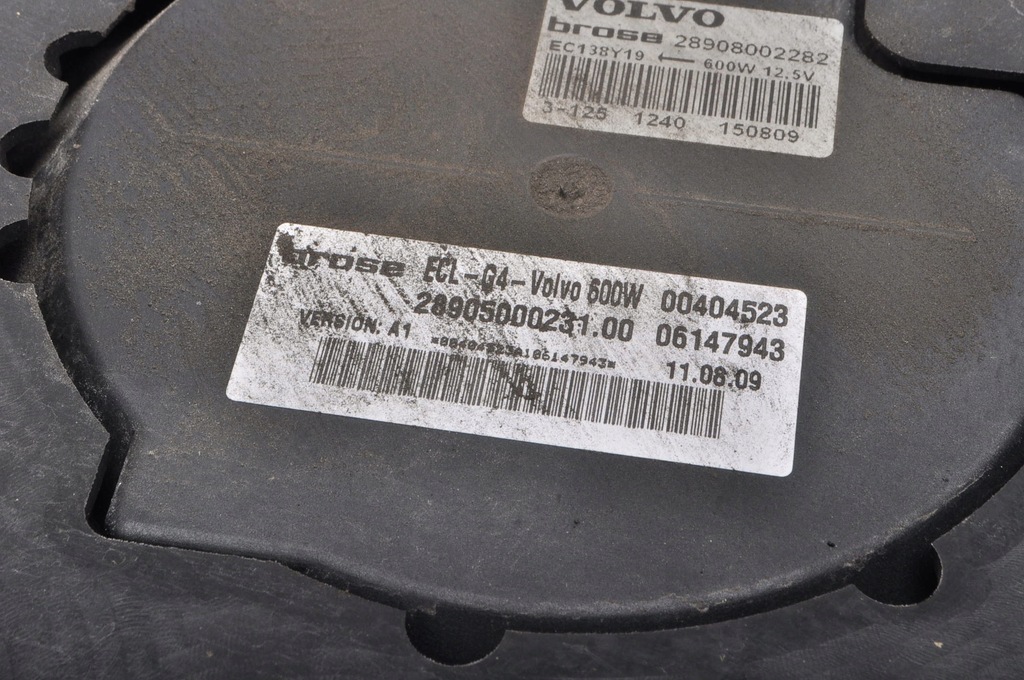 VOLVO
brose 28908002282
EC138Y19 ← 600W 12.5V
3-125 1240 150809
brose ECL-G4-Volvo 600W 00404523
28905000231.00 06147943
VERSION: A1 11.08.09